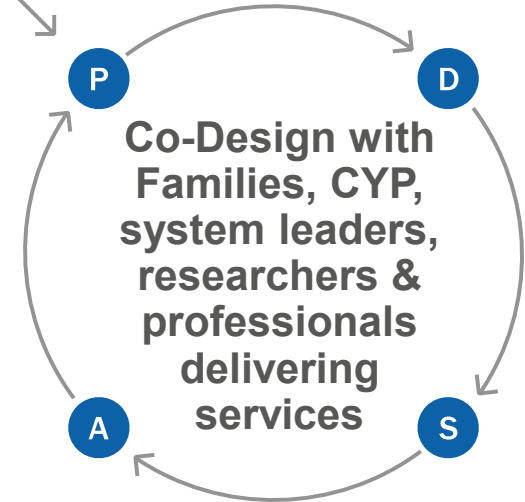 P
D
Co-Design with
Families, CYP,
system leaders,
researchers &
professionals
delivering
services
A
S